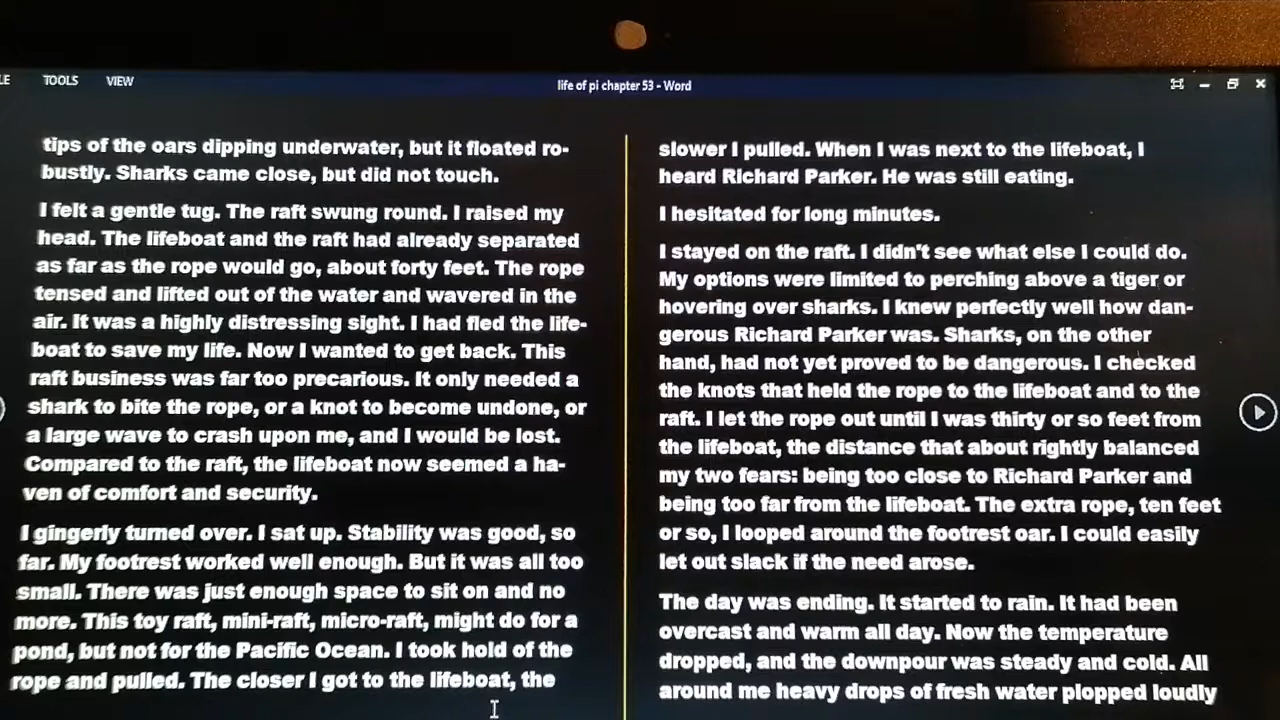 LE TOOLS VIEW life of pi chapter 53 - Word
tips of the oars dipping underwater, but it floated ro-
bustly. Sharks came close, but did not touch.
I felt a gentle tug. The raft swung round. I raised my
head. The lifeboat and the raft had already separated
as far as the rope would go, about forty feet. The rope
tensed and lifted out of the water and wavered in the
air. It was a highly distressing sight. I had fled the life-
boat to save my life. Now I wanted to get back. This
raft business was far too precarious. It only needed a
shark to bite the rope, or a knot to become undone, or
a large wave to crash upon me, and I would be lost.
Compared to the raft, the lifeboat now seemed a ha-
ven of comfort and security.
I gingerly turned over. I sat up. Stability was good, so
far. My footrest worked well enough. But it was all too
small. There was just enough space to sit on and no
more. This toy raft, mini-raft, micro-raft, might do for a
pond, but not for the Pacific Ocean. I took hold of the
rope and pulled. The closer I got to the lifeboat, the
slower I pulled. When I was next to the lifeboat, I
heard Richard Parker. He was still eating.
I hesitated for long minutes.
I stayed on the raft. I didn't see what else I could do.
My options were limited to perching above a tiger or
hovering over sharks. I knew perfectly well how dan-
gerous Richard Parker was. Sharks, on the other
hand, had not yet proved to be dangerous. I checked
the knots that held the rope to the lifeboat and to the
raft. I let the rope out until I was thirty or so feet from
the lifeboat, the distance that about rightly balanced
my two fears: being too close to Richard Parker and
being too far from the lifeboat. The extra rope, ten feet
or so, I looped around the footrest oar. I could easily
let out slack if the need arose.
The day was ending. It started to rain. It had been
overcast and warm all day. Now the temperature
dropped, and the downpour was steady and cold. All
around me heavy drops of fresh water plopped loudly